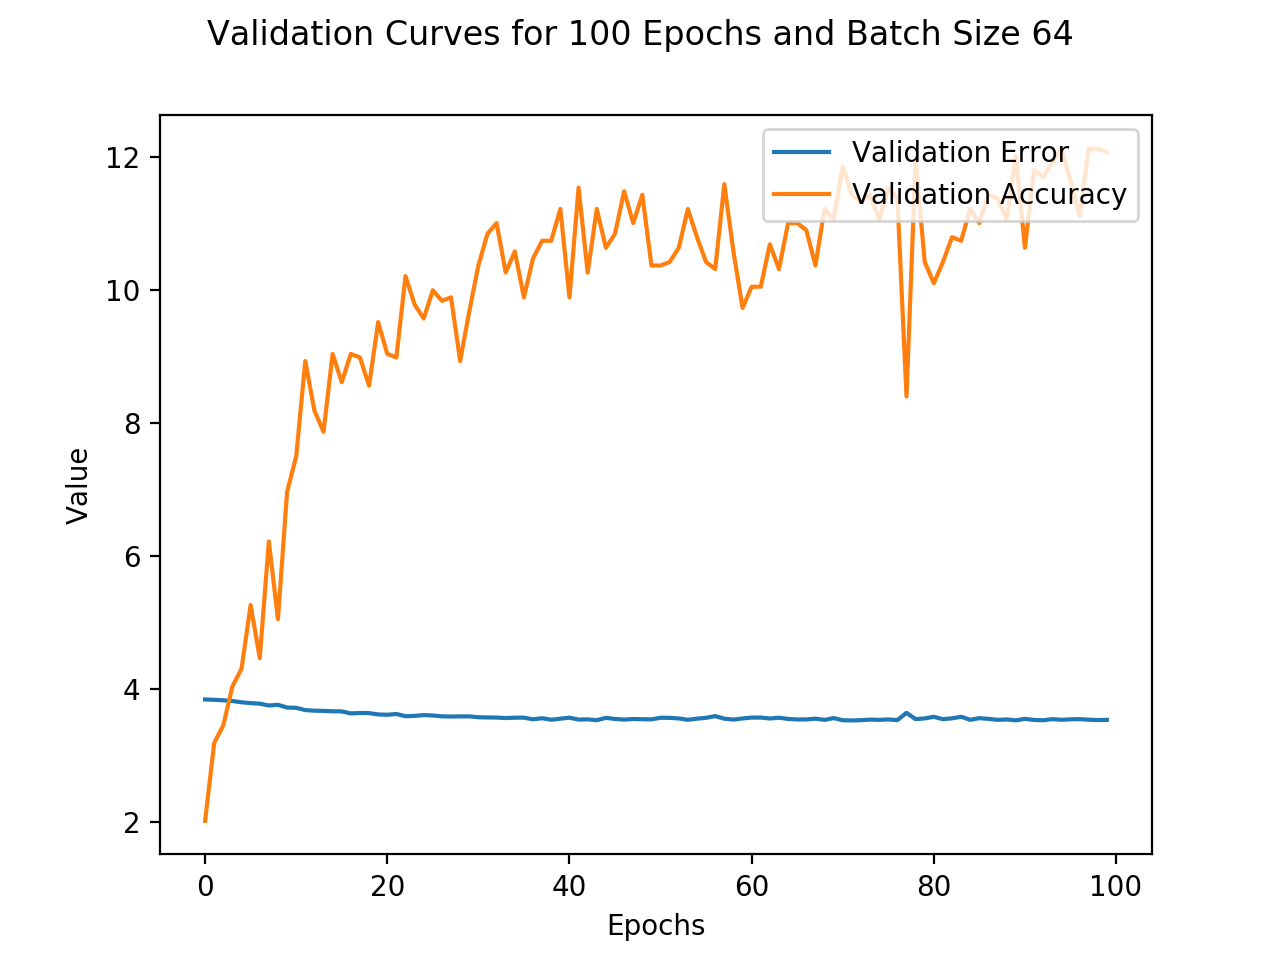 Validation Curves for 100 Epochs and Batch Size 64
Validation Error
Validation Accuracy
12
10
8
6
4
2
Value
0 20 40 60 80 100
Epochs